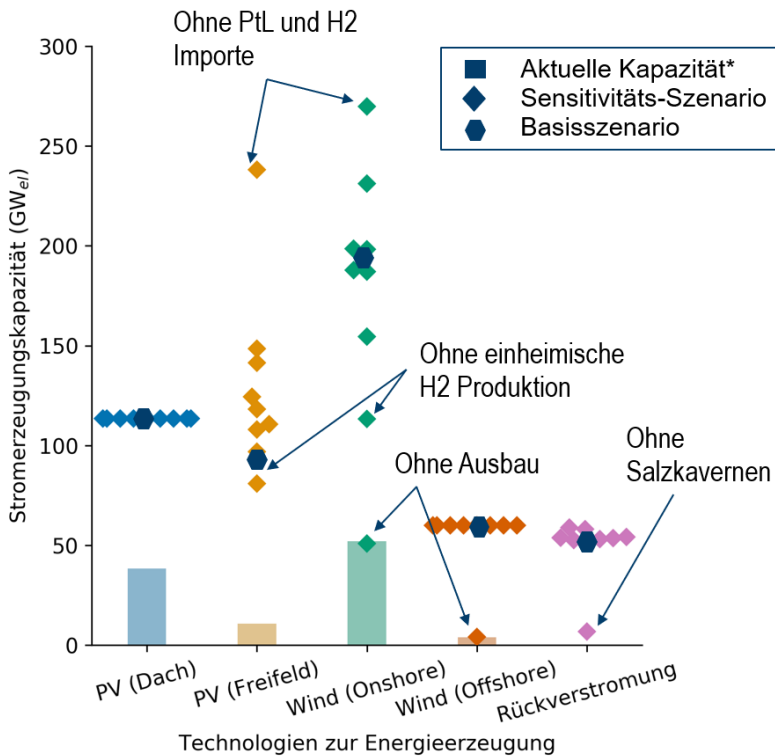 Ohne PtL und H2
Importe
Aktuelle Kapazität*
Sensitivitäts-Szenario
Basisszenario
Stromerzeugungskapazität (GWel)
300
250
200
150
100
50
0
Ohne einheimische
H2 Produktion
Ohne Ausbau
Ohne
Salzkavernen
PV (Dach)
PV (Freifeld)
Wind (Onshore)
Wind (Offshore)
Rückverstromung
Technologien zur Energieerzeugung